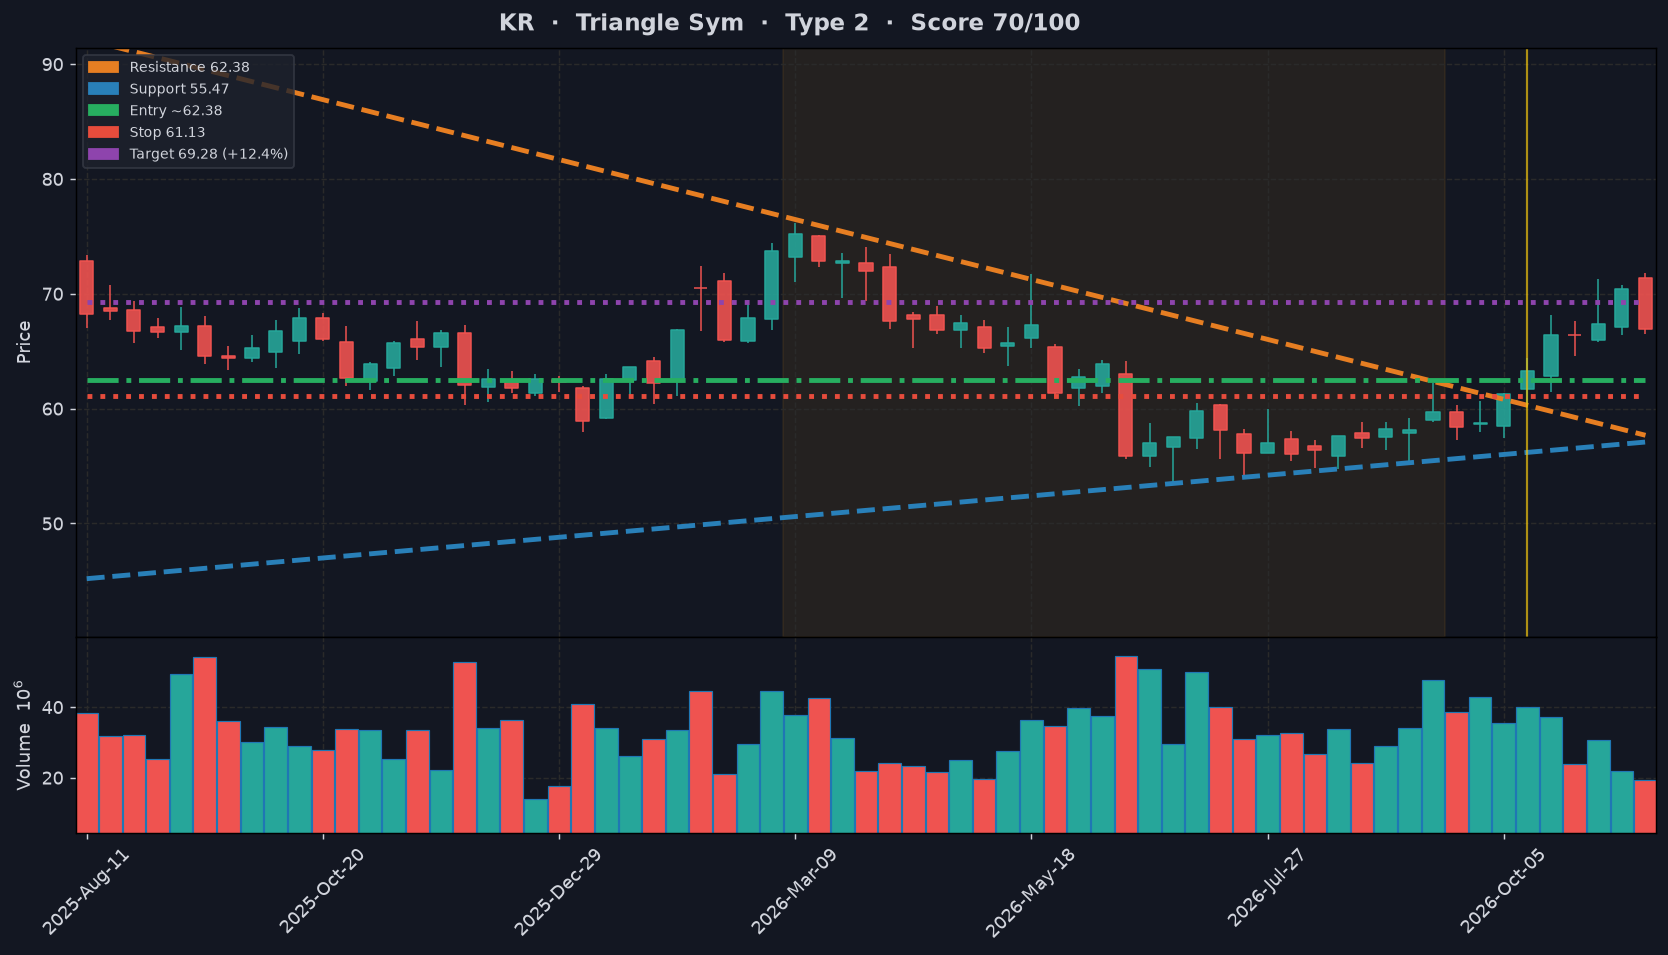 KR · Triangle Sym · Type 2 · Score 70/100
Resistance 62.38
Support 55.47
Entry ~62.38
Stop 61.13
Target 69.28 (+12.4%)
Price
90
80
70
60
50
Volume 10⁶
40
20
2025-Aug-11
2025-Oct-20
2025-Dec-29
2026-Mar-09
2026-May-18
2026-Jul-27
2026-Oct-05